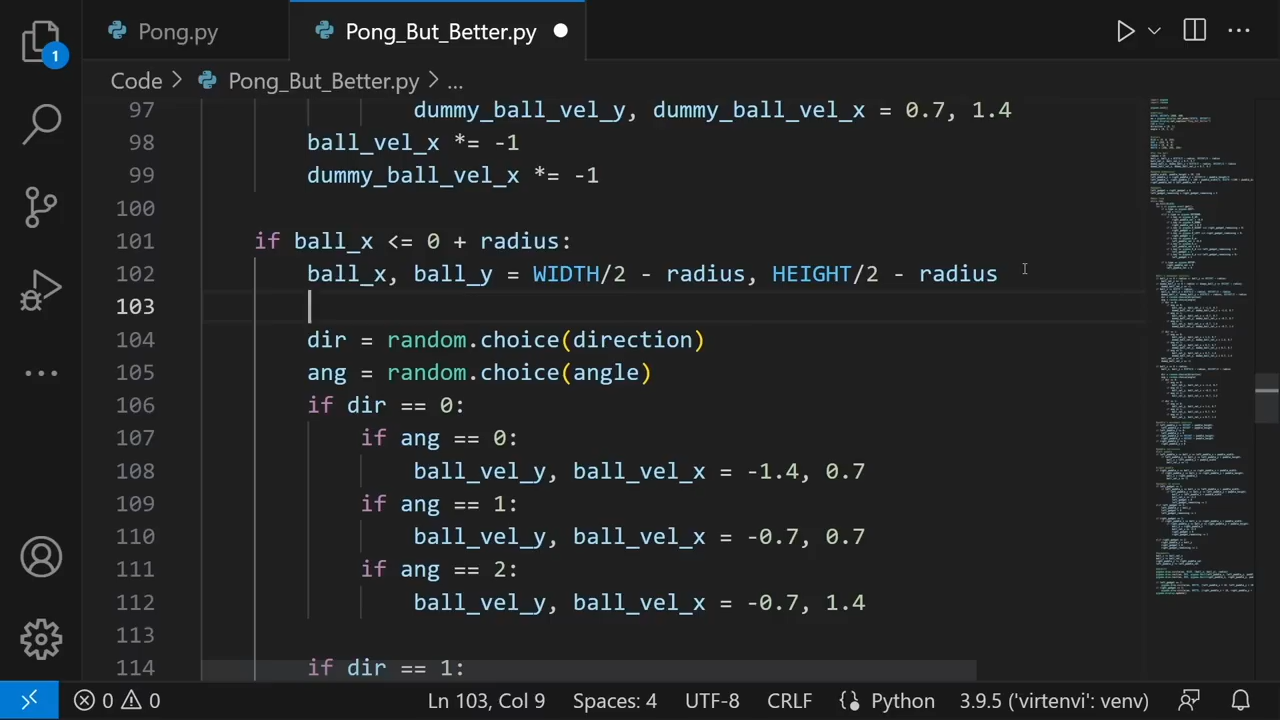 Pong.py
Pong_But_Better.py
1
Code > Pong_But_Better.py > ...
97 dummy_ball_vel_y, dummy_ball_vel_x = 0.7, 1.4
98 ball_vel_x *= -1
99 dummy_ball_vel_x *= -1
100
101 if ball_x <= 0 + radius:
102 ball_x, ball_y = WIDTH/2 - radius, HEIGHT/2 - radius
103
104 dir = random.choice(direction)
105 ang = random.choice(angle)
106 if dir == 0:
107 if ang == 0:
108 ball_vel_y, ball_vel_x = -1.4, 0.7
109 if ang == 1:
110 ball_vel_y, ball_vel_x = -0.7, 0.7
111 if ang == 2:
112 ball_vel_y, ball_vel_x = -0.7, 1.4
113
114 if dir == 1:
0 0 Ln 103, Col 9 Spaces: 4 UTF-8 CRLF Python 3.9.5 ('virtenvi': venv)